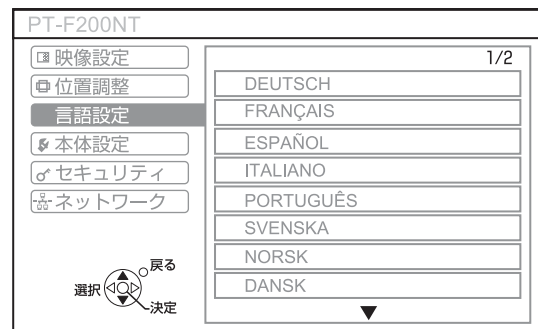 PT-F200NT
映像設定
位置調整
言語設定
本体設定
セキュリティ
ネットワーク
戻る
選択
決定
1/2
DEUTSCH
FRANÇAIS
ESPAÑOL
ITALIANO
PORTUGUÊS
SVENSKA
NORSK
DANSK